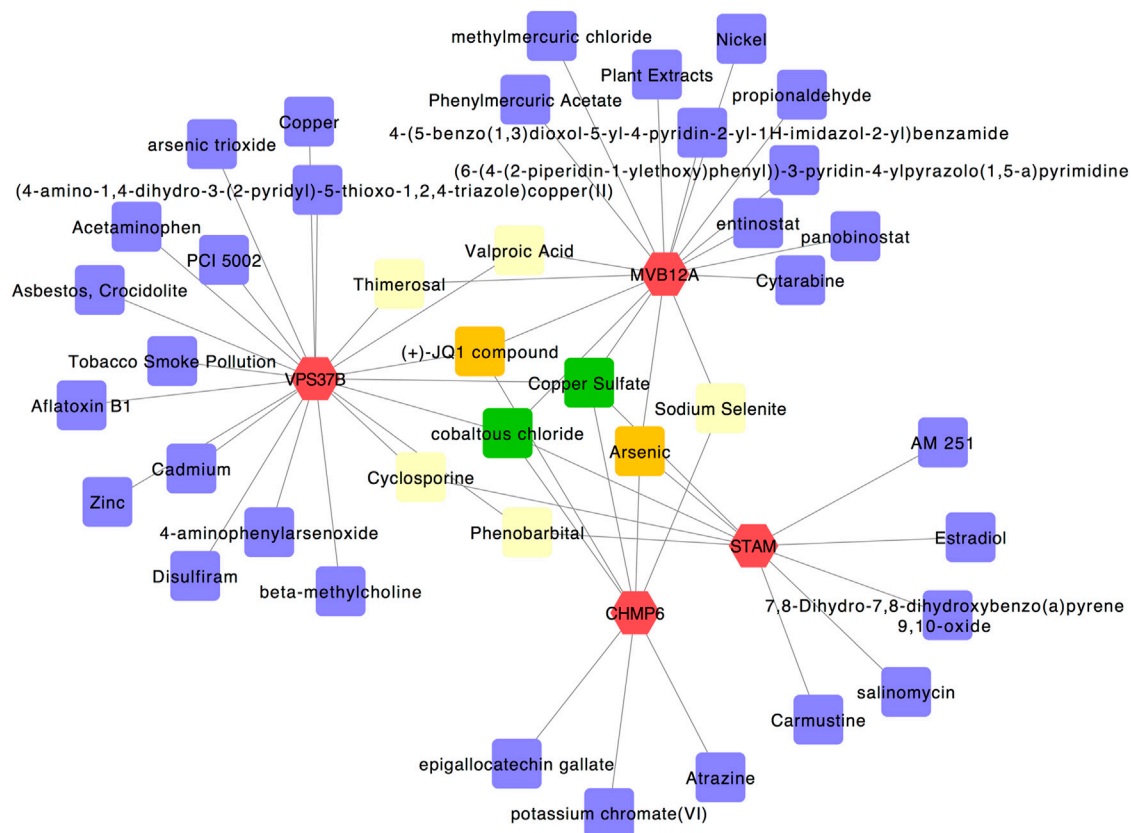 methylmercuric chloride
Nickel
Plant Extracts
propionaldehyde
Phenylmercuric Acetate
Copper
4-(5-benzo(1,3)dioxol-5-yl-4-pyridin-2-yl-1H-imidazol-2-yl)benzamide
arsenic trioxide
(6-(4-(2-piperidin-1-ylethoxy)phenyl))-3-pyridin-4-ylpyrazolo(1,5-a)pyrimidine
(4-amino-1,4-dihydro-3-(2-pyridyl)-5-thioxo-1,2,4-triazole)copper(II)
Acetaminophen
entinostat
panobinostat
Valproic Acid
PCI 5002
MVB12A
Cytarabine
Thimerosal
Asbestos, Crocidolite
(+)-JQ1 compound
Tobacco Smoke Pollution
VPS37B
Copper Sulfate
Aflatoxin B1
Sodium Selenite
cobaltous chloride
AM 251
Arsenic
Cadmium
Cyclosporine
Zinc
4-aminophenylarsenoxide
Phenobarbital
STAM
Estradiol
Disulfiram
beta-methylcholine
7,8-Dihydro-7,8-dihydroxybenzo(a)pyrene
9,10-oxide
CHMP6
salinomycin
Carmustine
epigallocatechin gallate
Atrazine
potassium chromate(VI)